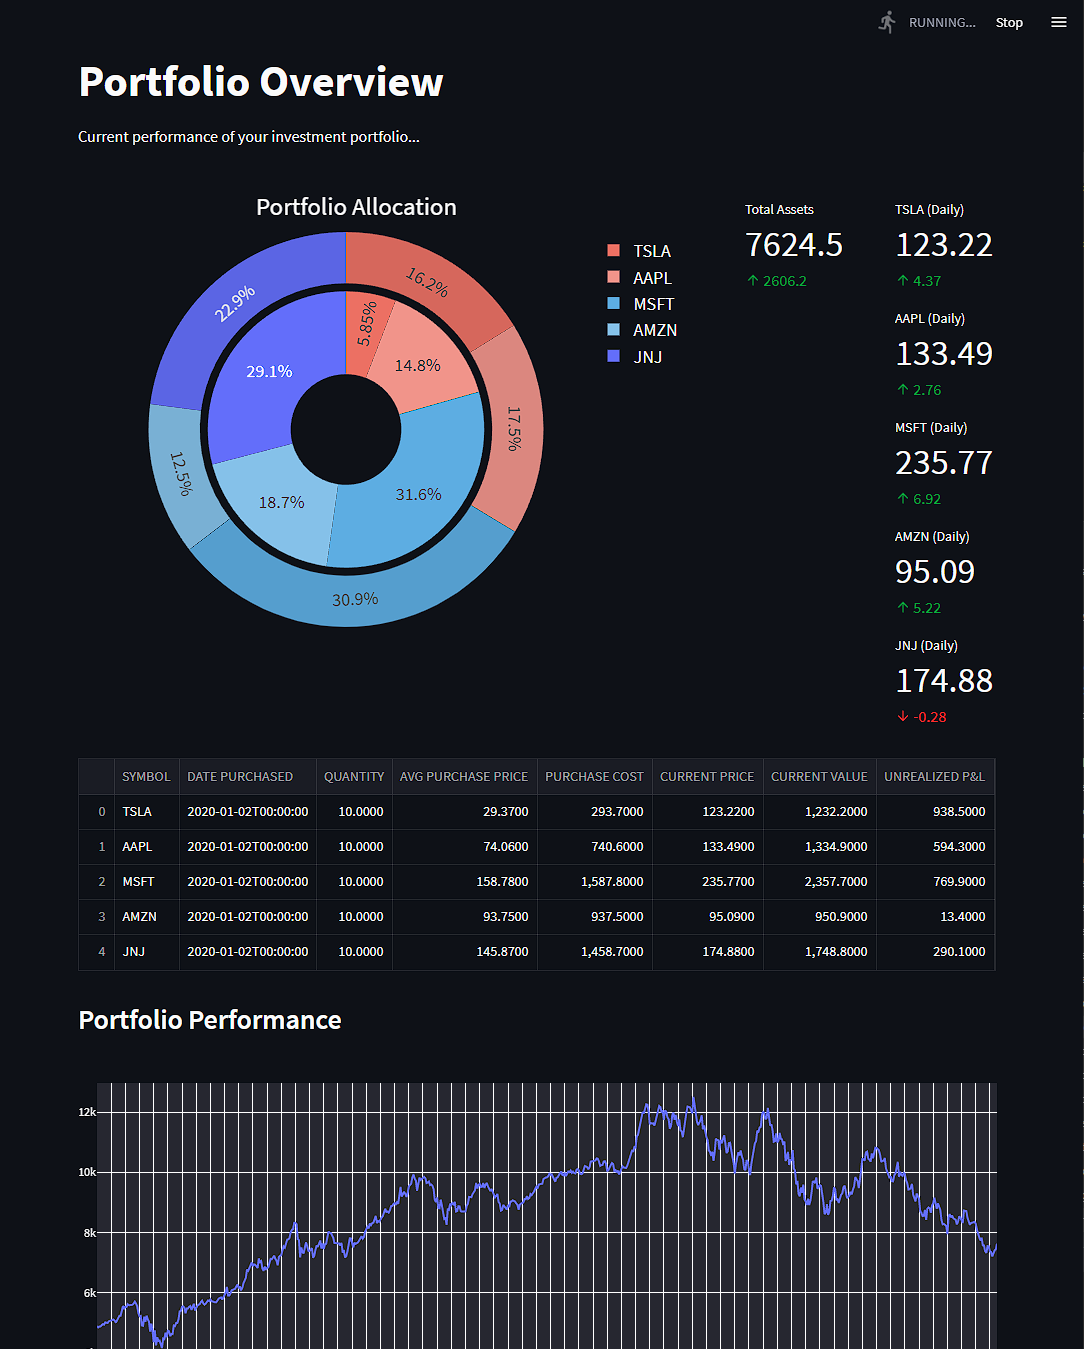 RUNNING... Stop
Portfolio Overview
Current performance of your investment portfolio...
Portfolio Allocation
16.2%
17.5%
30.9%
12.5%
22.9%
5.85%
14.8%
31.6%
18.7%
29.1%
TSLA
AAPL
MSFT
AMZN
JNJ
Total Assets
7624.5
2606.2
TSLA (Daily)
123.22
4.37
AAPL (Daily)
133.49
2.76
MSFT (Daily)
235.77
6.92
AMZN (Daily)
95.09
5.22
JNJ (Daily)
174.88
-0.28
SYMBOL DATE PURCHASED QUANTITY AVG PURCHASE PRICE PURCHASE COST CURRENT PRICE CURRENT VALUE UNREALIZED P&L
0 TSLA 2020-01-02T00:00:00 10.0000 29.3700 293.7000 123.2200 1,232.2000 938.5000
1 AAPL 2020-01-02T00:00:00 10.0000 74.0600 740.6000 133.4900 1,334.9000 594.3000
2 MSFT 2020-01-02T00:00:00 10.0000 158.7800 1,587.8000 235.7700 2,357.7000 769.9000
3 AMZN 2020-01-02T00:00:00 10.0000 93.7500 937.5000 95.0900 950.9000 13.4000
4 JNJ 2020-01-02T00:00:00 10.0000 145.8700 1,458.7000 174.8800 1,748.8000 290.1000
Portfolio Performance
12k
10k
8k
6k